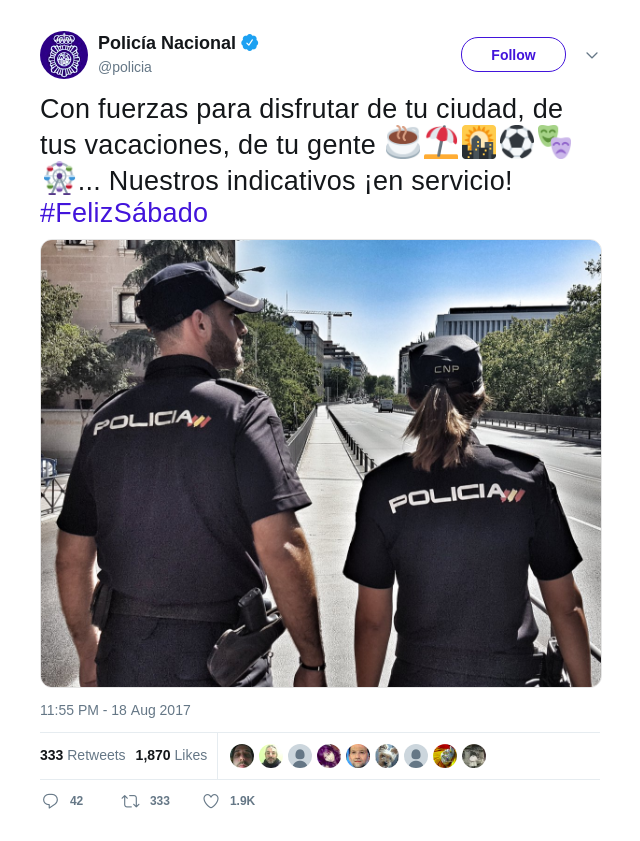 Policía Nacional
@policia
Follow
Con fuerzas para disfrutar de tu ciudad, de
tus vacaciones, de tu gente ☕⛱🌇⚽🎭
🎡... Nuestros indicativos ¡en servicio!
#FelizSábado
CNP
POLICIA
POLICIA
11:55 PM - 18 Aug 2017
333 Retweets 1,870 Likes
42 333 1.9K